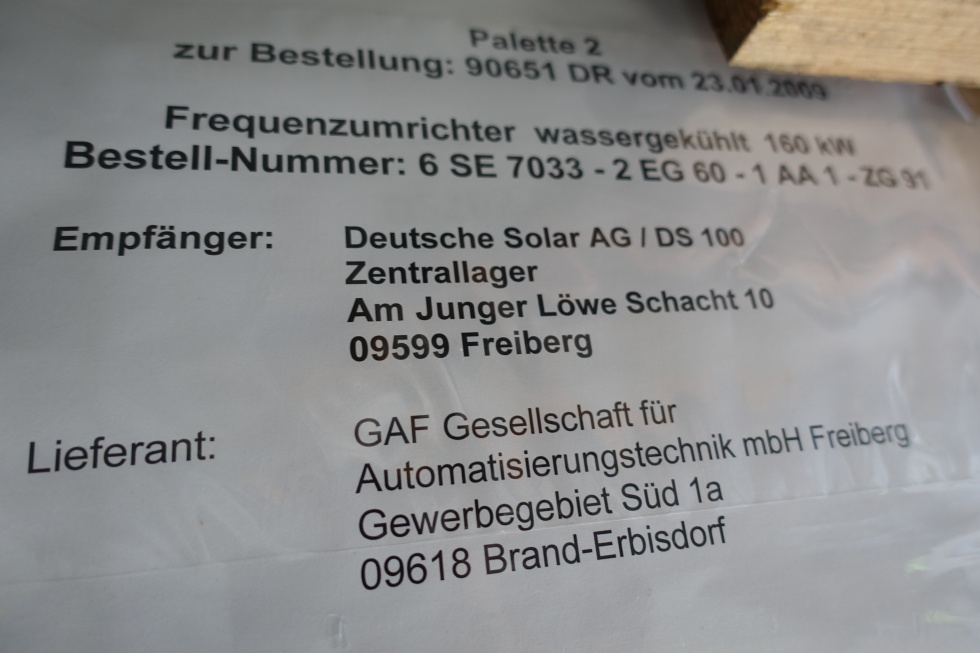 Palette 2
zur Bestellung: 90651 DR vom 23.01.2009
Frequenzumrichter wassergekühlt 160 kW
Bestell-Nummer: 6 SE 7033 - 2 EG 60 - 1 AA 1 - ZG 91
Empfänger: Deutsche Solar AG / DS 100
Zentrallager
Am Junger Löwe Schacht 10
09599 Freiberg
Lieferant: GAF Gesellschaft für
Automatisierungstechnik mbH Freiberg
Gewerbegebiet Süd 1a
09618 Brand-Erbisdorf